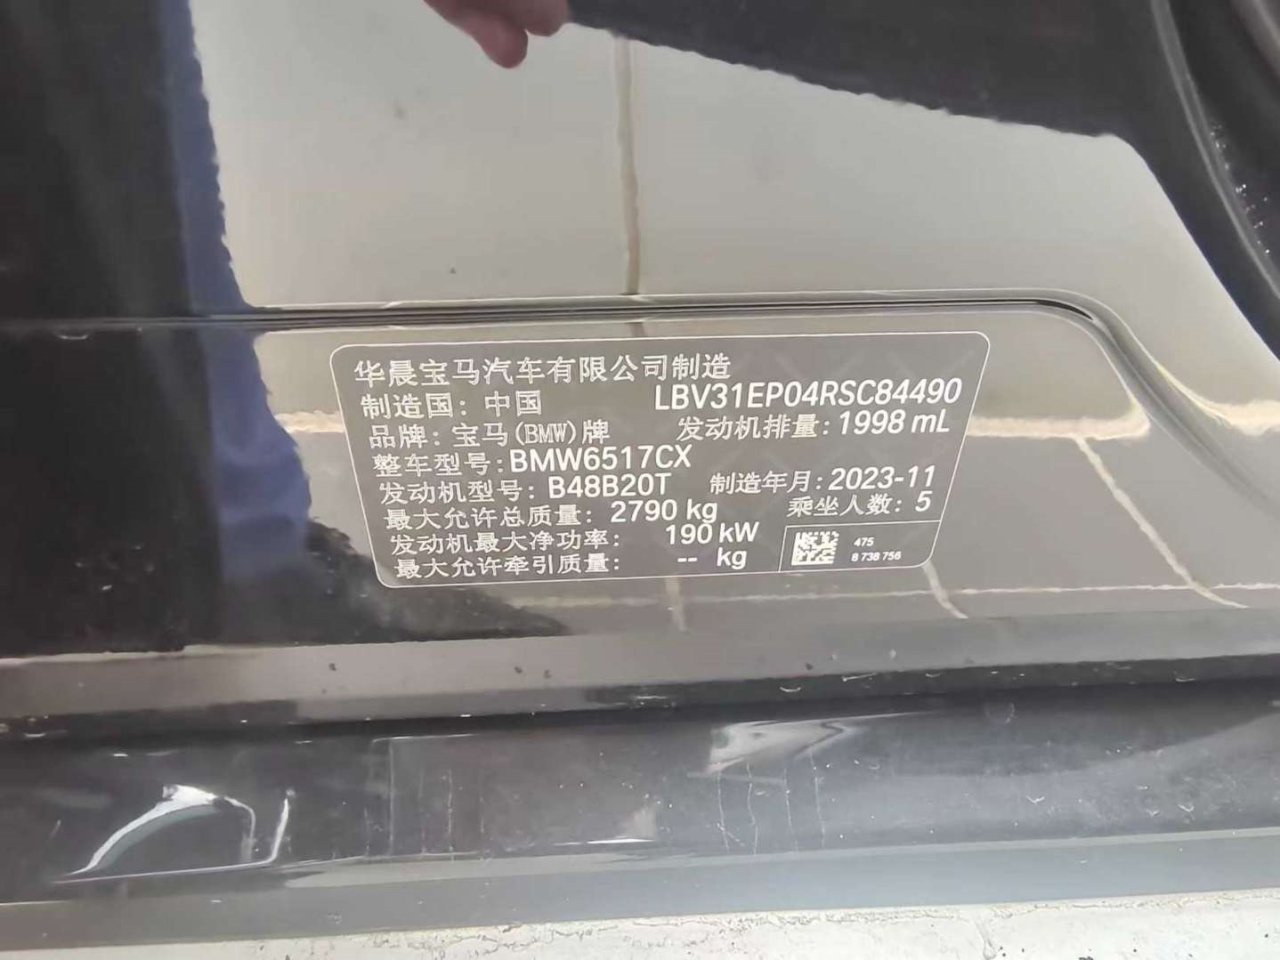 华晨宝马汽车有限公司制造
制造国: 中国 LBV31EP04RSC84490
品牌: 宝马(BMW)牌 发动机排量: 1998 mL
整车型号: BMW6517CX
发动机型号: B48B20T 制造年月: 2023-11
最大允许总质量: 2790 kg 乘坐人数: 5
发动机最大净功率: 190 kW
最大允许牵引质量: -- kg
475
8 738 756